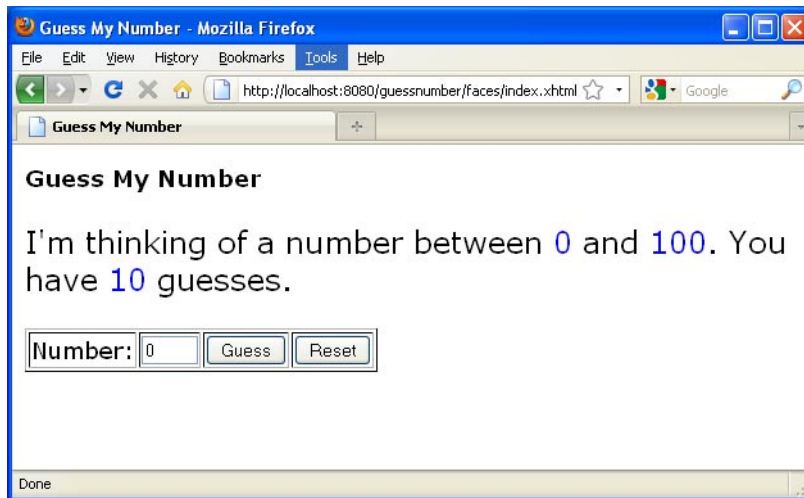 Guess My Number - Mozilla Firefox
File Edit View History Bookmarks Tools Help
http://localhost:8080/guessnumber/faces/index.xhtml Google
Guess My Number
Guess My Number
I'm thinking of a number between 0 and 100. You
have 10 guesses.
Number: 0 Guess Reset
Done